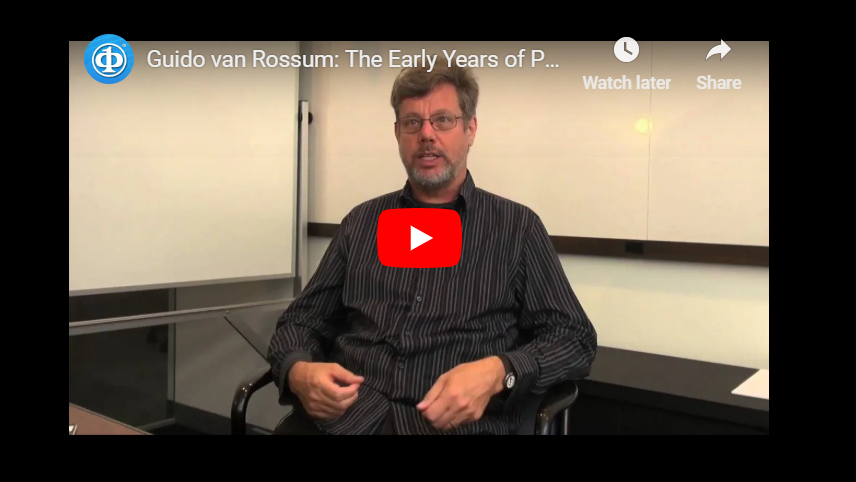 Guido van Rossum: The Early Years of P...
Watch later
Share